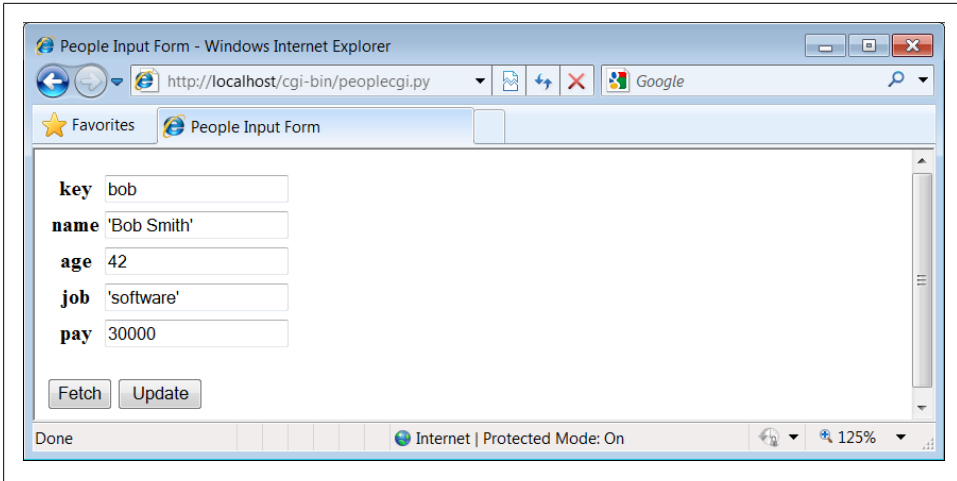 People Input Form - Windows Internet Explorer
http://localhost/cgi-bin/peoplecgi.py
Google
Favorites
People Input Form
key bob
name 'Bob Smith'
age 42
job 'software'
pay 30000
Fetch Update
Done Internet | Protected Mode: On 125%